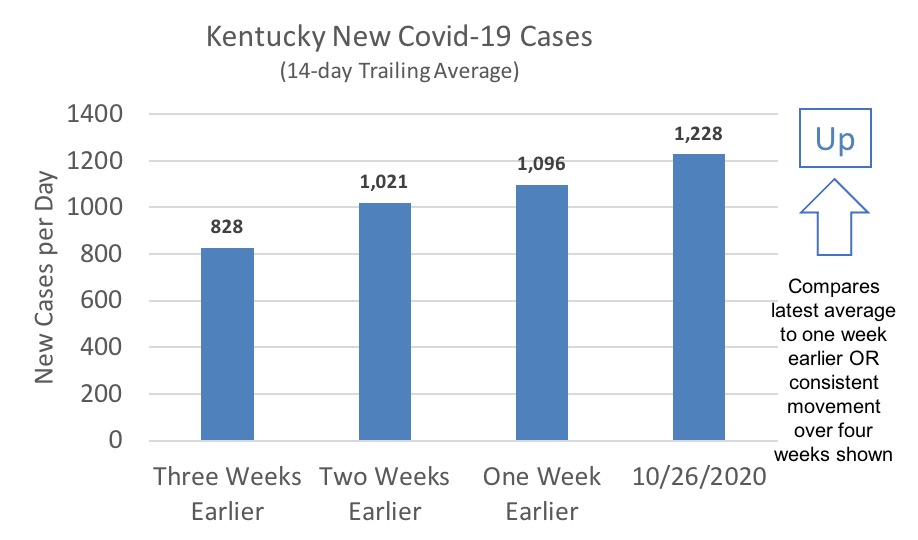 Kentucky New Covid-19 Cases
(14-day Trailing Average)
New Cases per Day
1400
1200
1000
800
600
400
200
0
828
1,021
1,096
1,228
Three Weeks
Earlier
Two Weeks
Earlier
One Week
Earlier
10/26/2020
Up
Compares
latest average
to one week
earlier OR
consistent
movement
over four
weeks shown